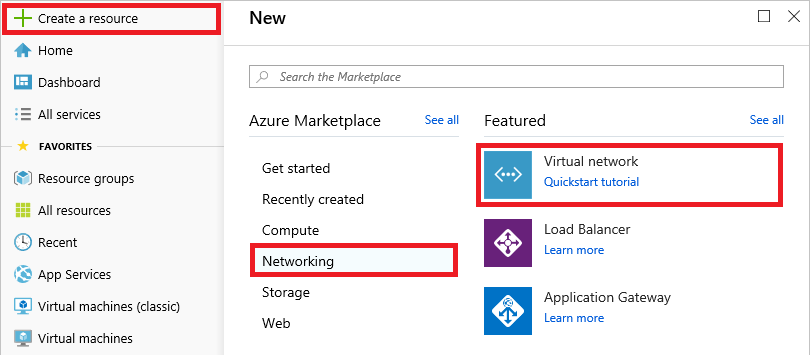 Create a resource
Home
Dashboard
All services
FAVORITES
Resource groups
All resources
Recent
App Services
Virtual machines (classic)
Virtual machines
New
Search the Marketplace
Azure Marketplace
See all
Get started
Recently created
Compute
Networking
Storage
Web
Featured
See all
Virtual network
Quickstart tutorial
Load Balancer
Learn more
Application Gateway
Learn more